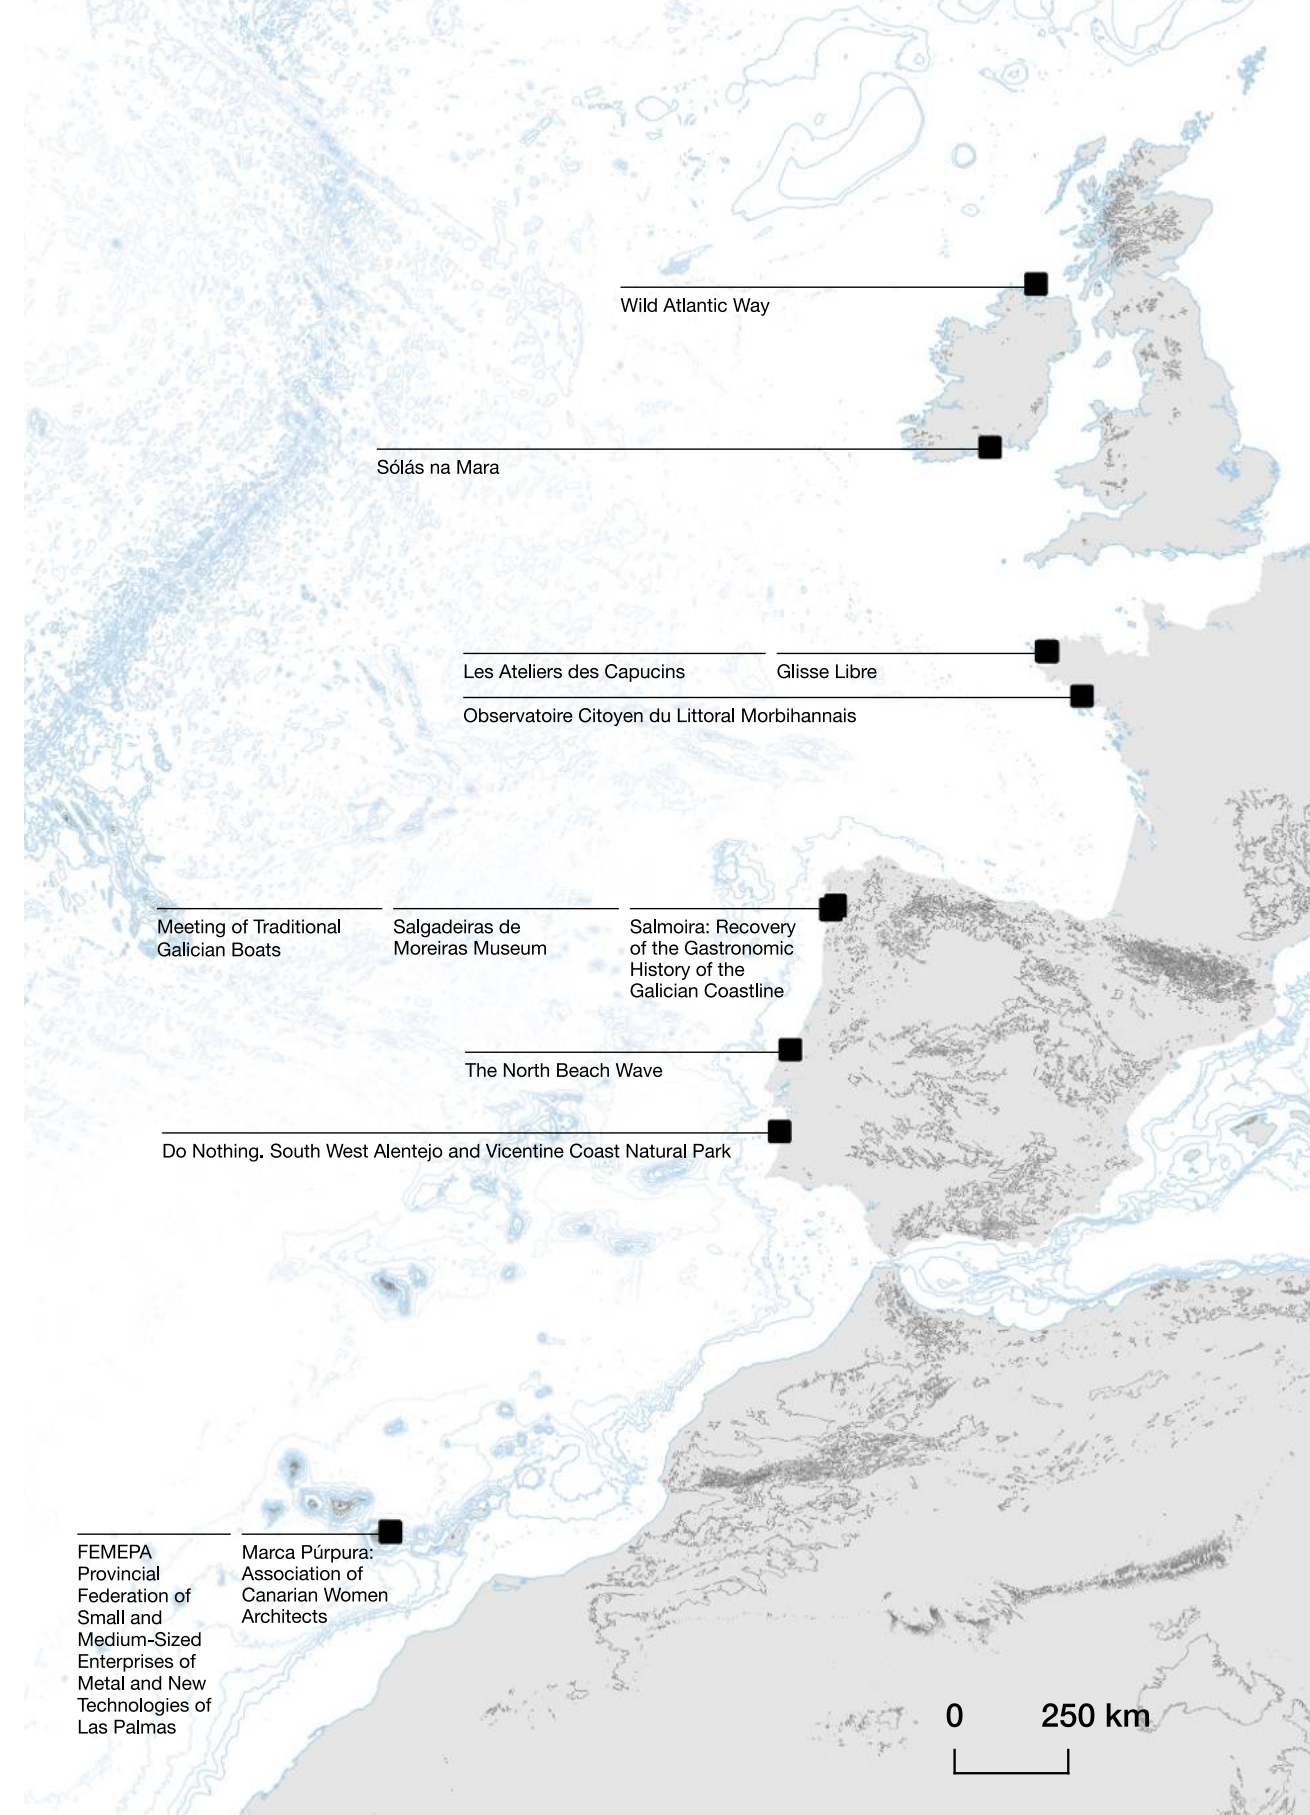 Wild Atlantic Way
Sólás na Mara
Les Ateliers des Capucins
Glisse Libre
Observatoire Citoyen du Littoral Morbihannais
Meeting of Traditional
Galician Boats
Salgadeiras de
Moreiras Museum
Salmoira: Recovery
of the Gastronomic
History of the
Galician Coastline
The North Beach Wave
Do Nothing. South West Alentejo and Vicentine Coast Natural Park
FEMEPA
Provincial
Federation of
Small and
Medium-Sized
Enterprises of
Metal and New
Technologies of
Las Palmas
Marca Púrpura:
Association of
Canarian Women
Architects
0 250 km